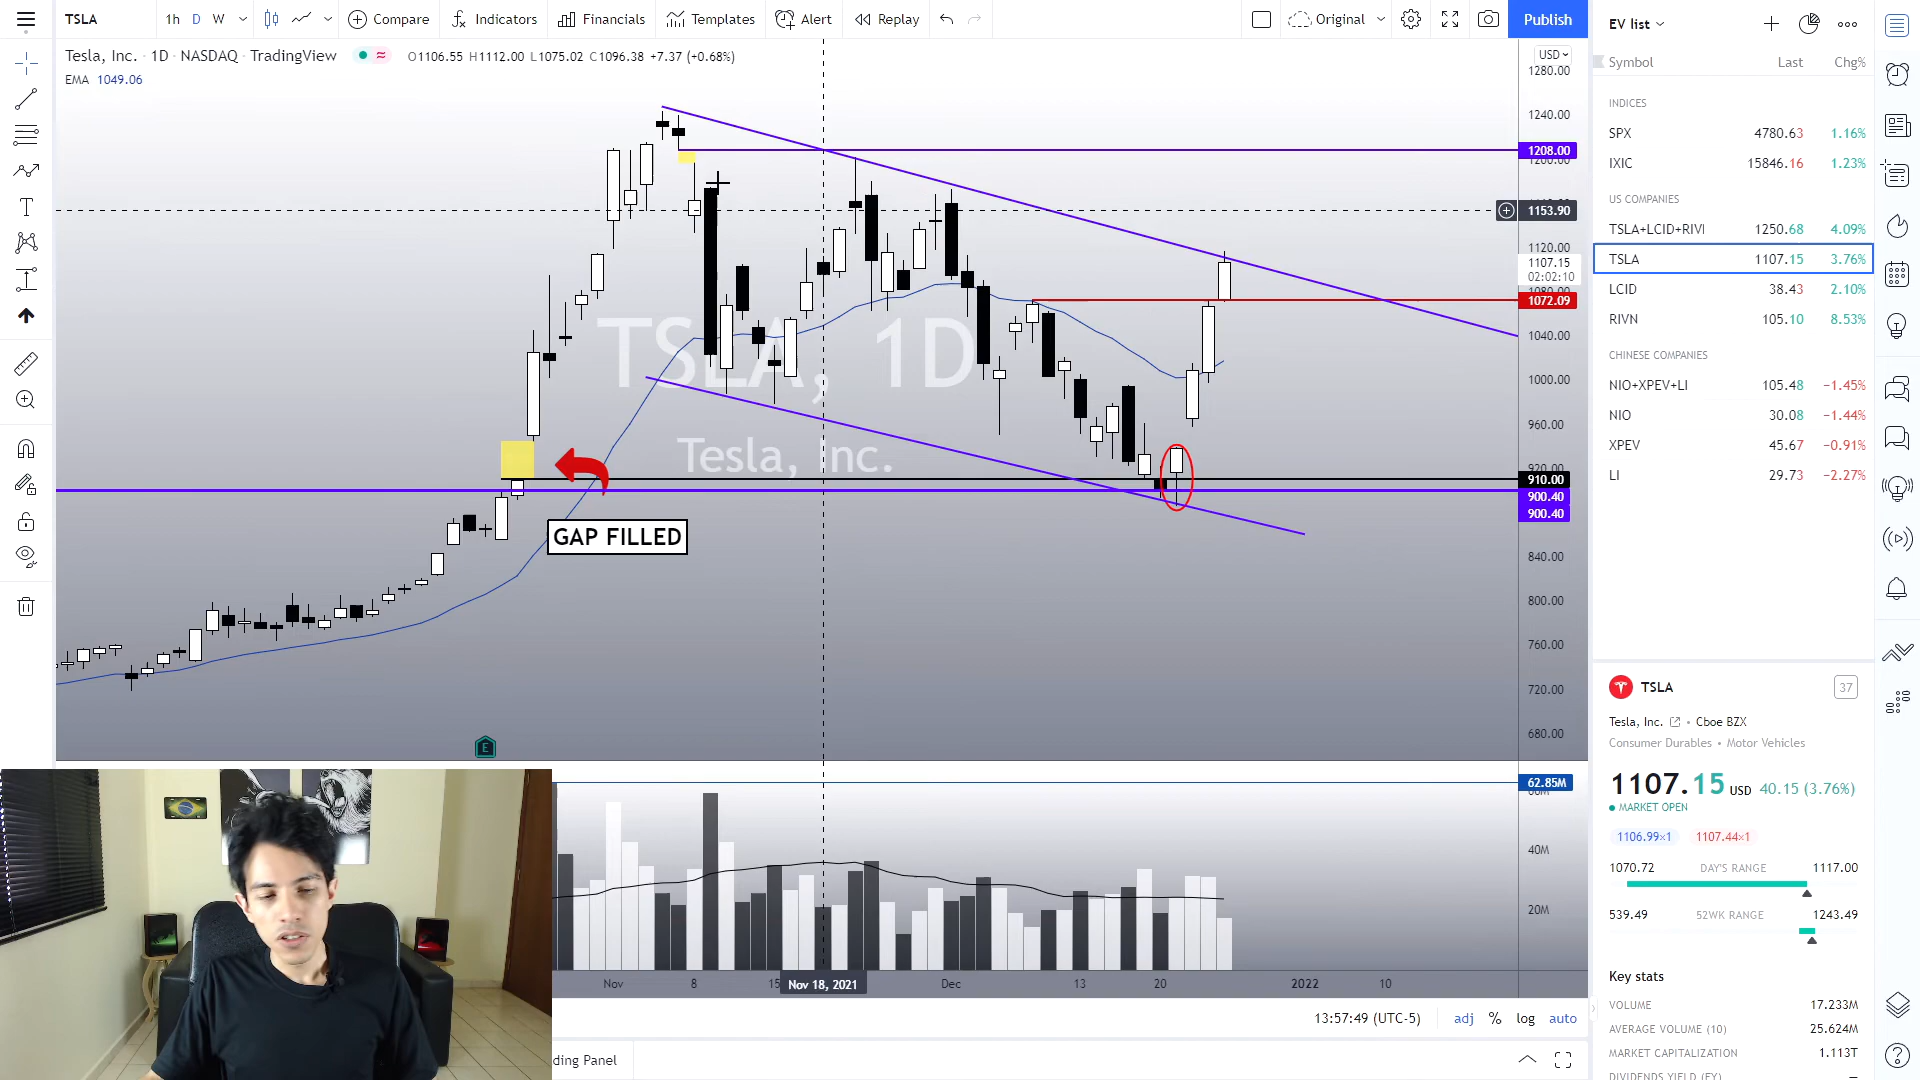 TSLA
1h D W
Compare
Indicators
Financials
Templates
Alert
Replay
Original
Publish
Tesla, Inc. · 1D · NASDAQ · TradingView
O1106.55 H1112.00 L1075.02 C1096.38 +7.37 (+0.68%)
EMA 1049.06
TSLA, 1D
Tesla, Inc.
GAP FILLED
E
USD
1280.00
1240.00
1208.00
1200.00
1153.90
1120.00
1107.15
02:02:10
1080.00
1072.09
1040.00
1000.00
960.00
920.00
910.00
900.40
900.40
840.00
800.00
760.00
720.00
680.00
62.85M
40M
20M
Nov 8 15 Nov 18, 2021 Dec 13 20 2022 10
13:57:49 (UTC-5) adj % log auto
ding Panel
EV list
Symbol Last Chg%
INDICES
SPX 4780.63 1.16%
IXIC 15846.16 1.23%
US COMPANIES
TSLA+LCID+RIVI 1250.68 4.09%
TSLA 1107.15 3.76%
LCID 38.43 2.10%
RIVN 105.10 8.53%
CHINESE COMPANIES
NIO+XPEV+LI 105.48 −1.45%
NIO 30.08 −1.44%
XPEV 45.67 −0.91%
LI 29.73 −2.27%
TSLA 37
Tesla, Inc. • Cboe BZX
Consumer Durables • Motor Vehicles
1107.15 USD 40.15 (3.76%)
MARKET OPEN
1106.99×1 1107.44×1
1070.72 DAY'S RANGE 1117.00
539.49 52WK RANGE 1243.49
Key stats
VOLUME 17.233M
AVERAGE VOLUME (10) 25.624M
MARKET CAPITALIZATION 1.113T
DIVIDENDS YIELD (FY) —